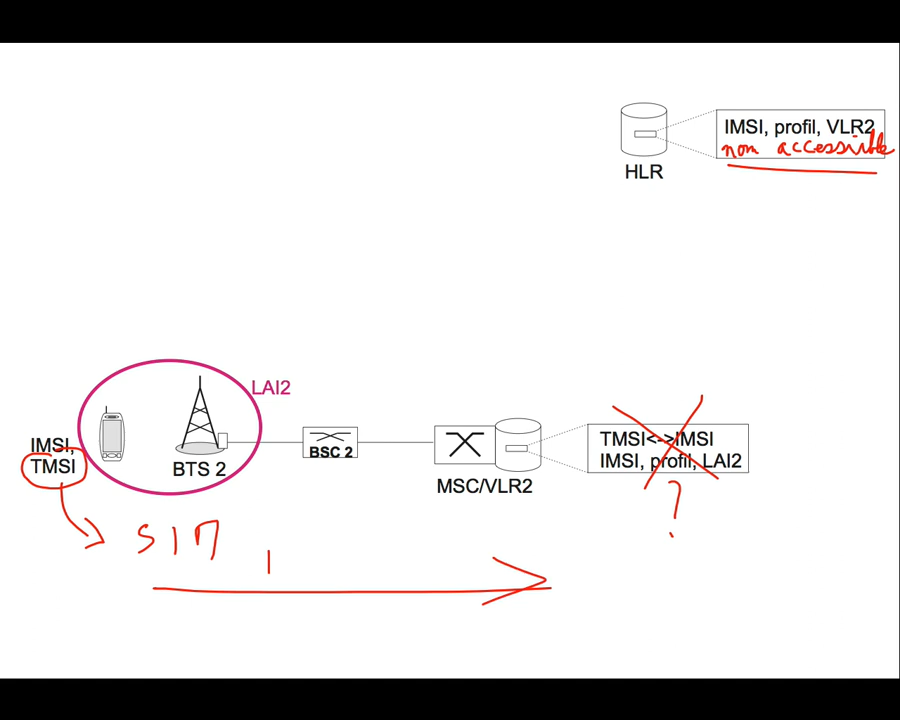 IMSI, profil, VLR2
non accessible
HLR
LAI2
IMSI,
TMSI
BTS 2
BSC 2
MSC/VLR2
TMSI<->IMSI
IMSI, profil, LAI2
?
SIM